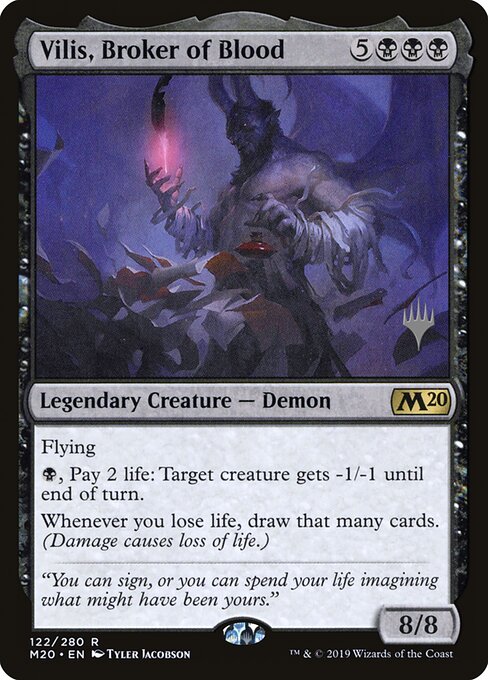 Vilis, Broker of Blood 5
Legendary Creature — Demon M20
Flying
, Pay 2 life: Target creature gets -1/-1 until
end of turn.
Whenever you lose life, draw that many cards.
(Damage causes loss of life.)
“You can sign, or you can spend your life imagining
what might have been yours.”
8/8
122/280 R
M20 • EN Tyler Jacobson
™ & © 2019 Wizards of the Coast